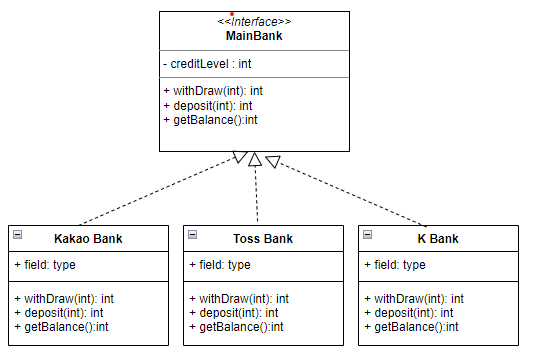 <<Interface>>
MainBank
- creditLevel : int
+ withDraw(int): int
+ deposit(int): int
+ getBalance():int
Kakao Bank
+ field: type
+ withDraw(int): int
+ deposit(int): int
+ getBalance():int
Toss Bank
+ field: type
+ withDraw(int): int
+ deposit(int): int
+ getBalance():int
K Bank
+ field: type
+ withDraw(int): int
+ deposit(int): int
+ getBalance():int